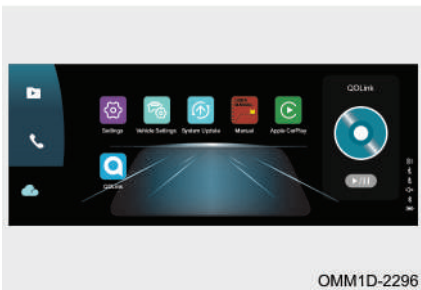 QDLink
Settings
Vehicle Settings
System Update
Manual
Apple CarPlay
QDLink
OMM1D-2296